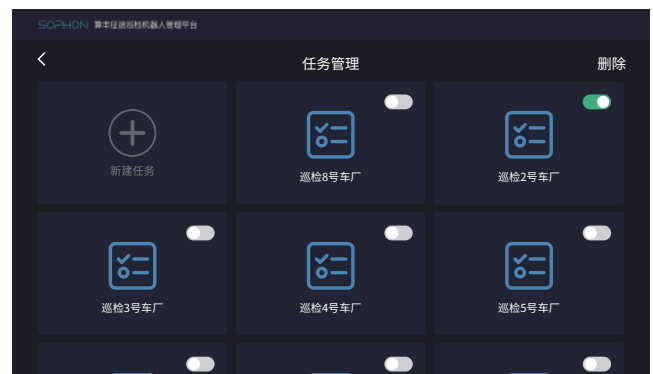 SOPHON 算丰征途巡检机器人管理平台
任务管理 删除
新建任务 巡检8号车厂 巡检2号车厂
巡检3号车厂 巡检4号车厂 巡检5号车厂